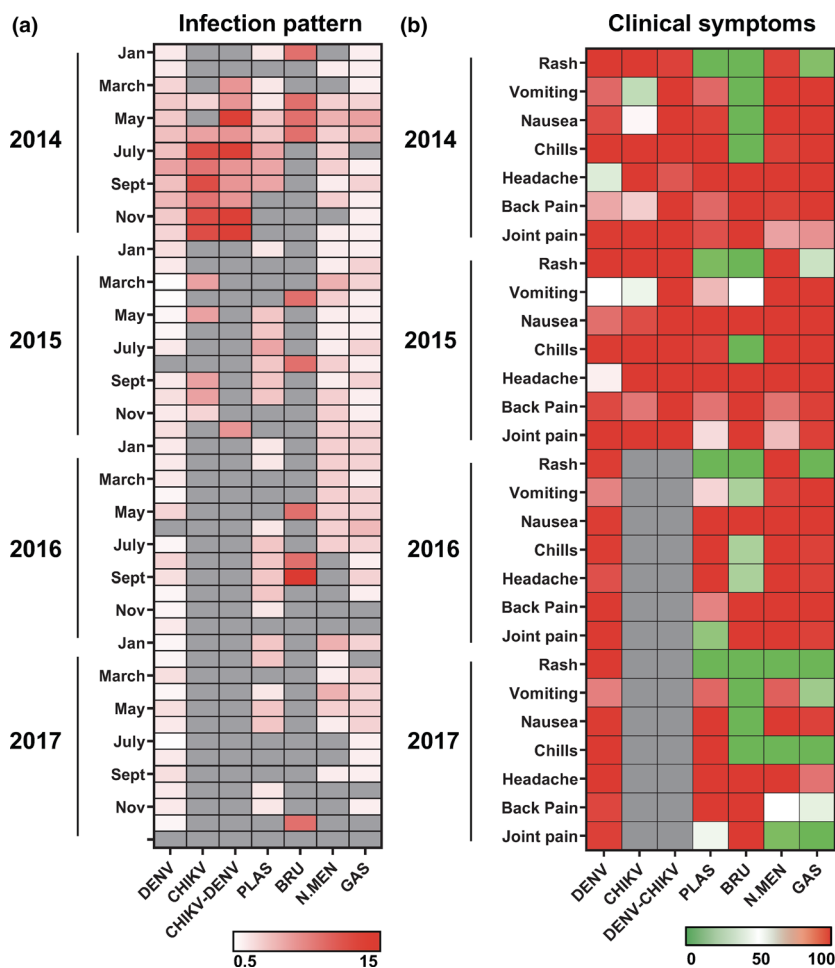 (a)
Infection pattern
2014
Jan
March
May
July
Sept
Nov
2015
Jan
March
May
July
Sept
Nov
2016
Jan
March
May
July
Sept
Nov
2017
Jan
March
May
July
Sept
Nov
DENV
CHIKV
CHIKV-DENV
PLAS
BRU
N.MEN
GAS
0.5
15
(b)
Clinical symptoms
2014
Rash
Vomiting
Nausea
Chills
Headache
Back Pain
Joint pain
2015
Rash
Vomiting
Nausea
Chills
Headache
Back Pain
Joint pain
2016
Rash
Vomiting
Nausea
Chills
Headache
Back Pain
Joint pain
2017
Rash
Vomiting
Nausea
Chills
Headache
Back Pain
Joint pain
DENV
CHIKV
DENV-CHIKV
PLAS
BRU
N.MEN
GAS
0
50
100